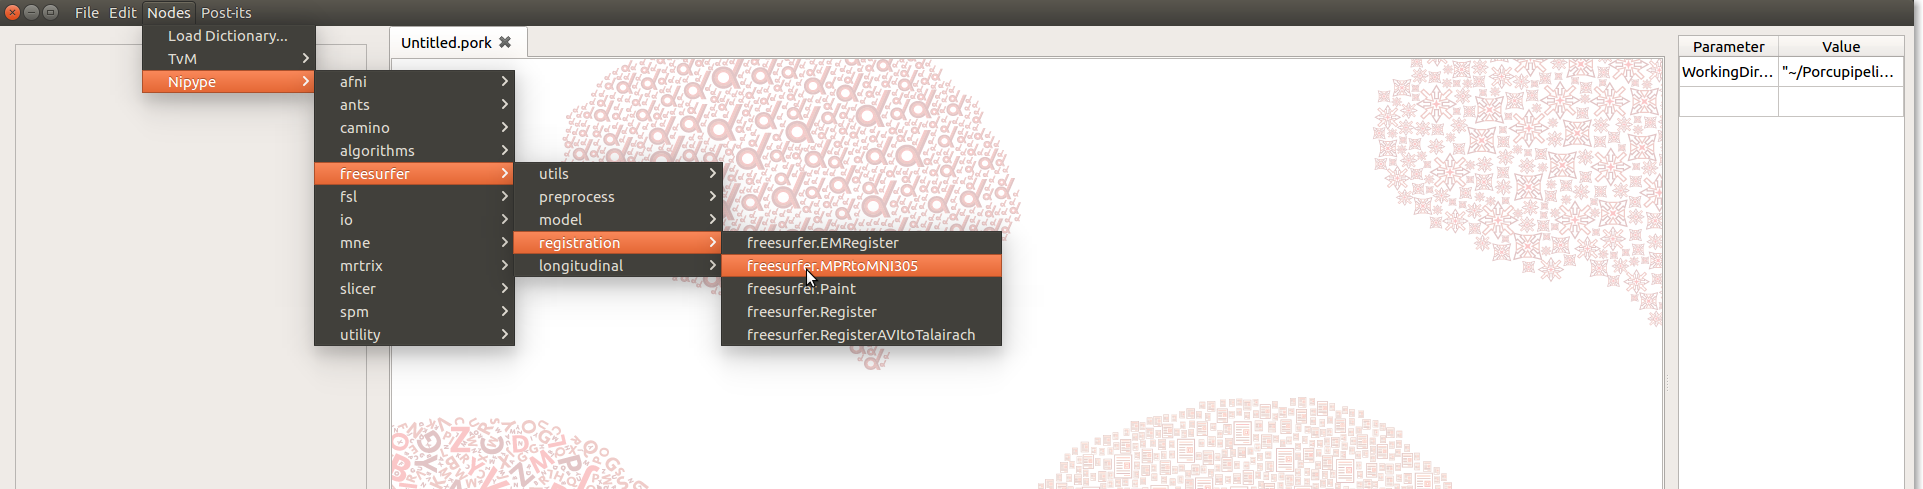 File Edit Nodes Post-its
Load Dictionary...
TvM
Nipype
Untitled.pork
Parameter Value
WorkingDir... "~/Porcupipeli...
afni
ants
camino
algorithms
freesurfer
fsl
io
mne
mrtrix
slicer
spm
utility
utils
preprocess
model
registration
longitudinal
freesurfer.EMRegister
freesurfer.MPRtoMNI305
freesurfer.Paint
freesurfer.Register
freesurfer.RegisterAVItoTalairach